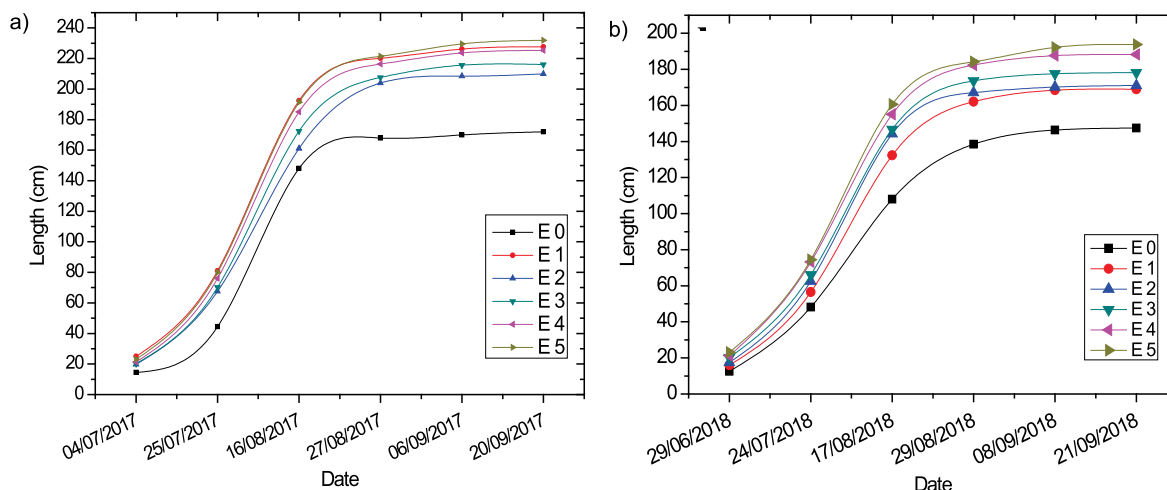 a)
Length (cm)
240
220
200
180
160
140
120
100
80
60
40
20
0
E 0
E 1
E 2
E 3
E 4
E 5
04/07/2017
25/07/2017
16/08/2017
27/08/2017
06/09/2017
20/09/2017
Date
b)
Length (cm)
200
180
160
140
120
100
80
60
40
20
0
E 0
E 1
E 2
E 3
E 4
E 5
29/06/2018
24/07/2018
17/08/2018
29/08/2018
08/09/2018
21/09/2018
Date